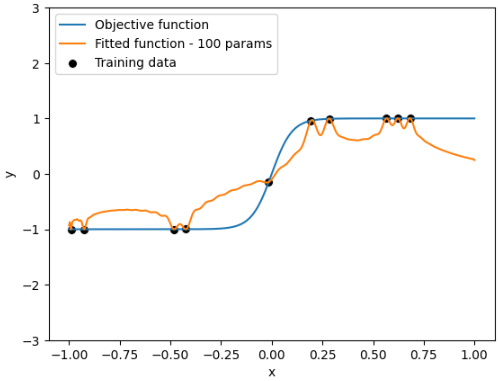 Objective function
Fitted function - 100 params
Training data
3
2
1
0
−1
−2
−3
y
−1.00 −0.75 −0.50 −0.25 0.00 0.25 0.50 0.75 1.00
x